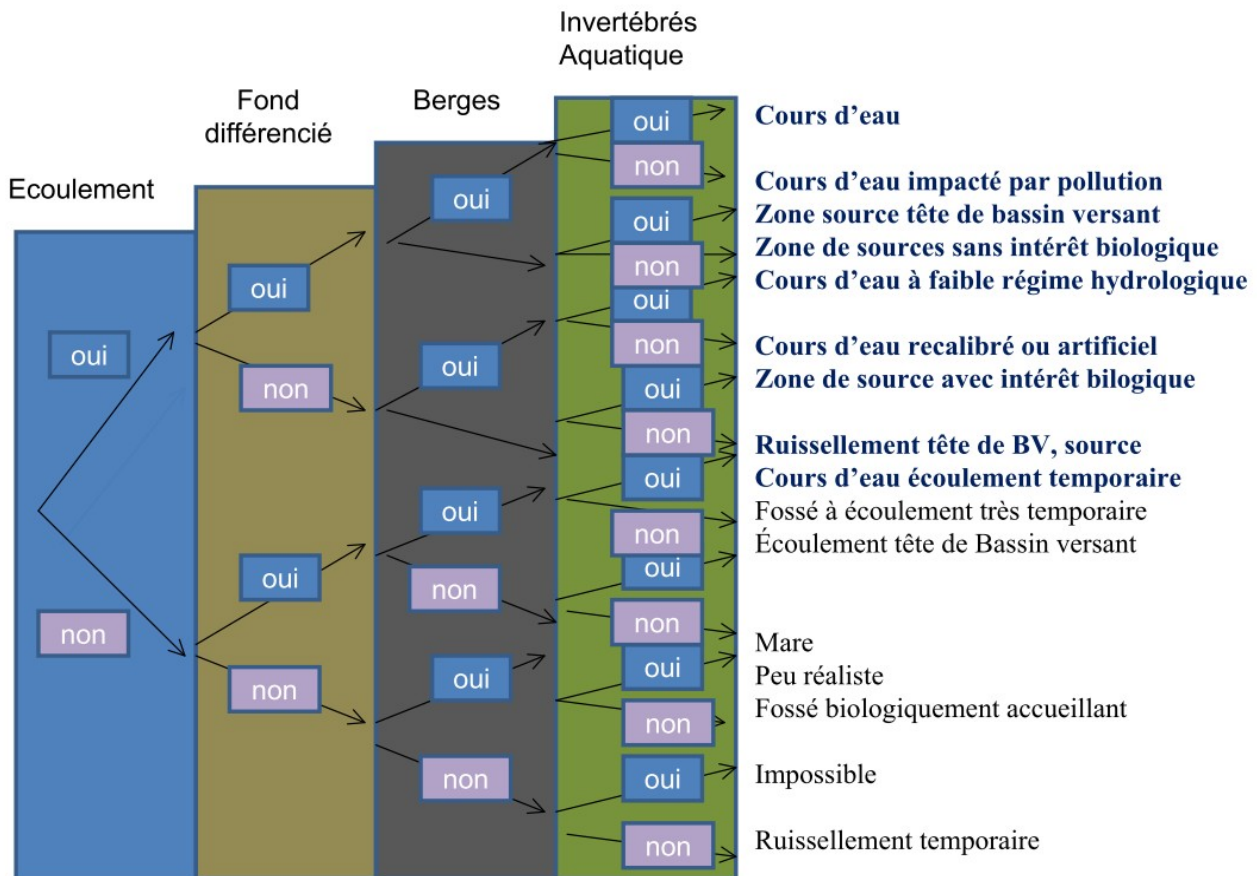 Invertébrés
Aquatique
Fond
différencié
Berges
Ecoulement
oui
non
oui
non
oui
non
oui
oui
oui
non
oui
non
oui
non
oui
non
oui
non
oui
non
oui
non
oui
non
oui
non
oui
non
oui
non
oui
non
Cours d’eau
Cours d’eau impacté par pollution
Zone source tête de bassin versant
Zone de sources sans intérêt biologique
Cours d’eau à faible régime hydrologique
Cours d’eau recalibré ou artificiel
Zone de source avec intérêt bilogique
Ruissellement tête de BV, source
Cours d’eau écoulement temporaire
Fossé à écoulement très temporaire
Écoulement tête de Bassin versant
Mare
Peu réaliste
Fossé biologiquement accueillant
Impossible
Ruissellement temporaire